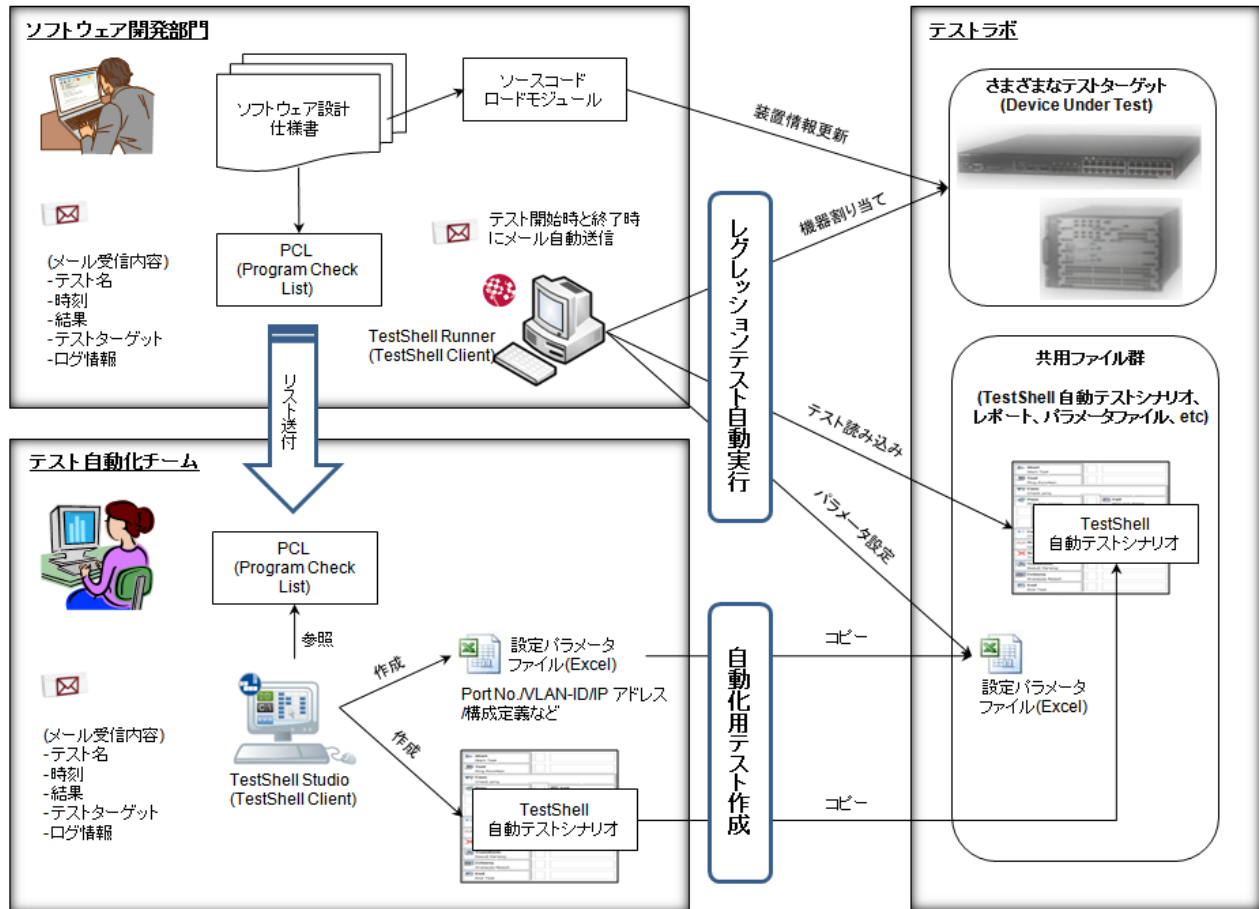 ソフトウェア開発部門
ソフトウェア設計
仕様書
ソースコード
ロードモジュール
PCL
(Program Check
List)
(メール受信内容)
-テスト名
-時刻
-結果
-テストターゲット
-ログ情報
テスト開始時と終了時
にメール自動送信
TestShell Runner
(TestShell Client)
リスト送付
テスト自動化チーム
PCL
(Program Check
List)
参照
(メール受信内容)
-テスト名
-時刻
-結果
-テストターゲット
-ログ情報
TestShell Studio
(TestShell Client)
作成
作成
設定パラメータ
ファイル(Excel)
Port No./VLAN-ID/IP アドレス
/構成定義など
TestShell
自動テストシナリオ
レグレッションテスト自動実行
自動化用テスト作成
装置情報更新
機器割り当て
テスト読み込み
パラメータ設定
コピー
コピー
テストラボ
さまざまなテストターゲット
(Device Under Test)
共用ファイル群
(TestShell 自動テストシナリオ、
レポート、パラメータファイル、etc)
TestShell
自動テストシナリオ
設定パラメータ
ファイル(Excel)